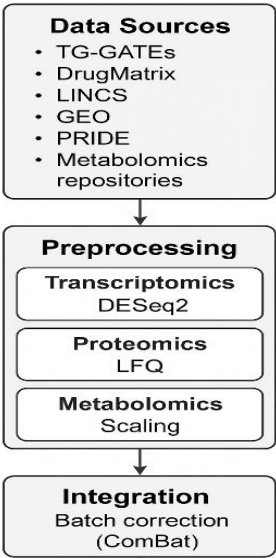 Data Sources
• TG-GATEs
• DrugMatrix
• LINCS
• GEO
• PRIDE
• Metabolomics
repositories
Preprocessing
Transcriptomics
DESeq2
Proteomics
LFQ
Metabolomics
Scaling
Integration
Batch correction
(ComBat)